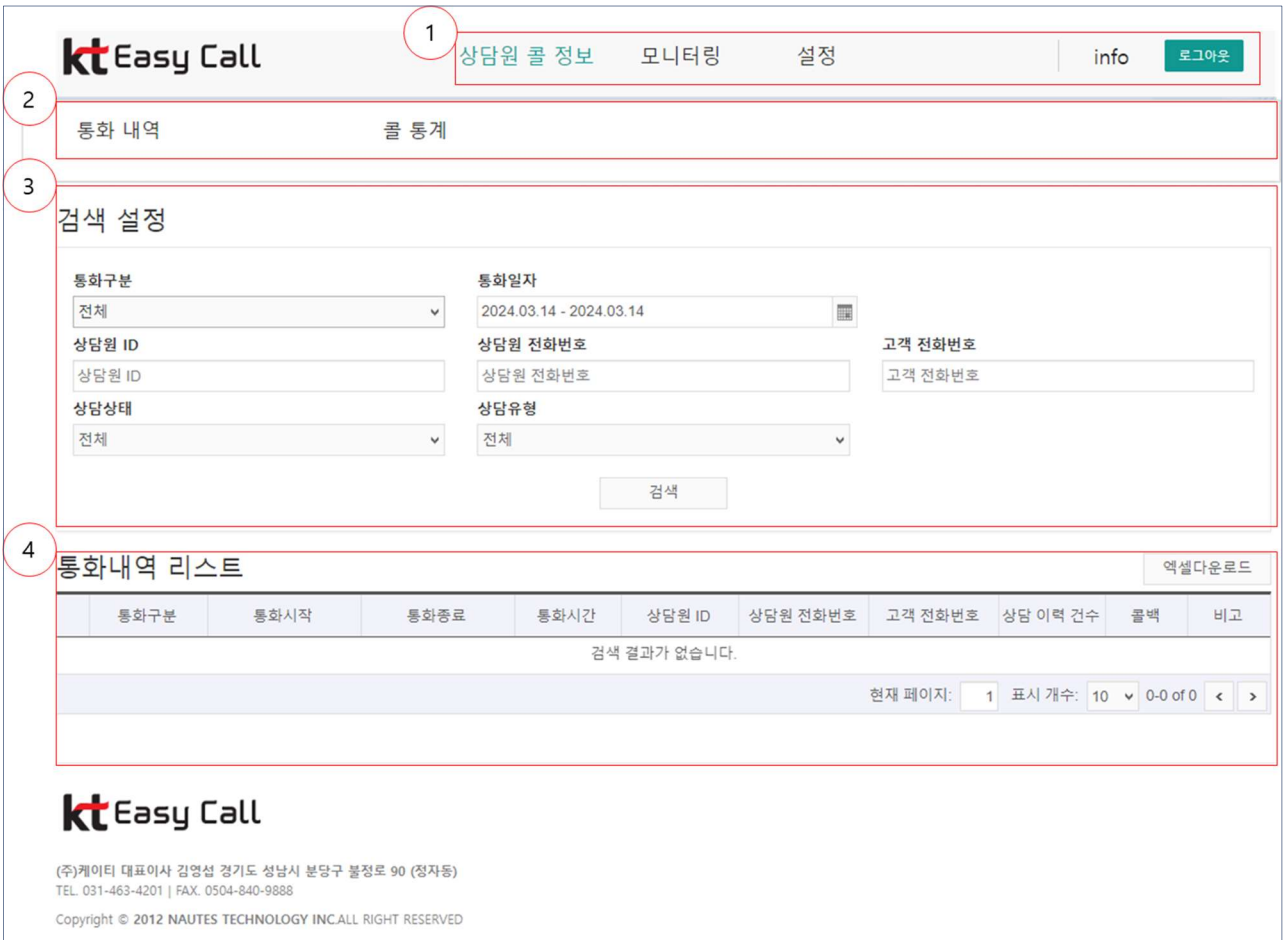 1
kt Easy Call 상담원 콜 정보 모니터링 설정 info 로그아웃
2
통화 내역 콜 통계
3
검색 설정
통화구분 통화일자
전체 2024.03.14 - 2024.03.14
상담원 ID 상담원 전화번호 고객 전화번호
상담원 ID 상담원 전화번호 고객 전화번호
상담상태 상담유형
전체 전체
검색
4
통화내역 리스트 엑셀다운로드
통화구분 통화시작 통화종료 통화시간 상담원 ID 상담원 전화번호 고객 전화번호 상담 이력 건수 콜백 비고
검색 결과가 없습니다.
현재 페이지: 1 표시 개수: 10 0-0 of 0 < >
kt Easy Call
(주)케이티 대표이사 김영섭 경기도 성남시 분당구 불정로 90 (정자동)
TEL. 031-463-4201 | FAX. 0504-840-9888
Copyright © 2012 NAUTES TECHNOLOGY INC.ALL RIGHT RESERVED